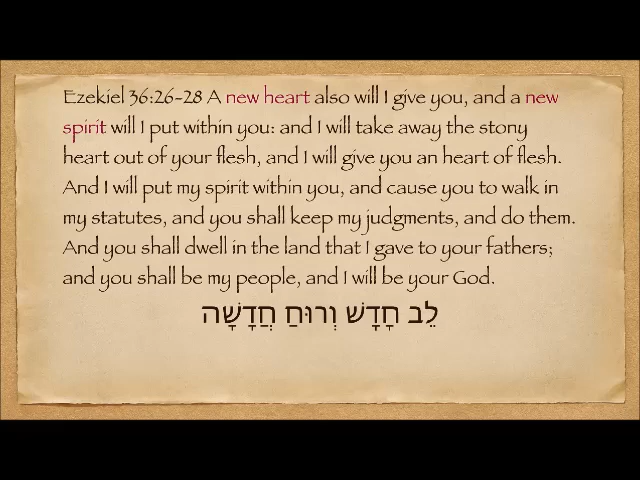 Ezekiel 36:26-28 A new heart also will I give you, and a new
spirit will I put within you: and I will take away the stony
heart out of your flesh, and I will give you an heart of flesh.
And I will put my spirit within you, and cause you to walk in
my statutes, and you shall keep my judgments, and do them.
And you shall dwell in the land that I gave to your fathers;
and you shall be my people, and I will be your God.
לֵב חָדָשׁ וְרוּחַ חֲדָשָׁה